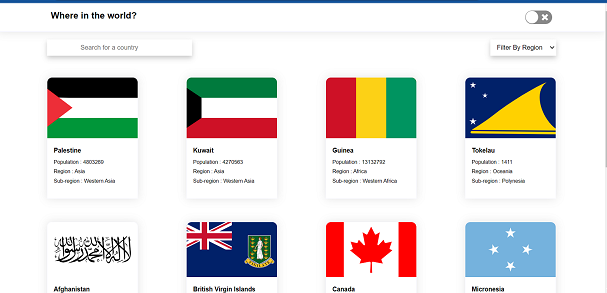 Where in the world?
Search for a country
Filter By Region
Palestine
Population : 4803269
Region : Asia
Sub-region : Western Asia
Kuwait
Population : 4270563
Region : Asia
Sub-region : Western Asia
Guinea
Population : 13132792
Region : Africa
Sub-region : Western Africa
Tokelau
Population : 1411
Region : Oceania
Sub-region : Polynesia
لا إله إلا الله محمد رسول الله
Afghanistan
British Virgin Islands
Canada
Micronesia